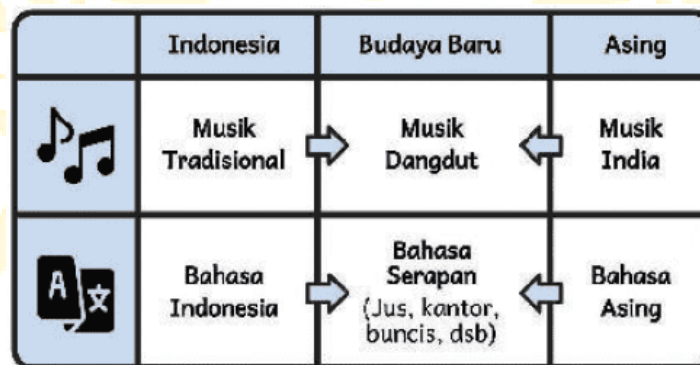 Indonesia
Budaya Baru
Asing
Musik
Tradisional
Musik
Dangdut
Musik
India
A 文
Bahasa
Indonesia
Bahasa
Serapan
(Jus, kantor,
buncis, dsb)
Bahasa
Asing